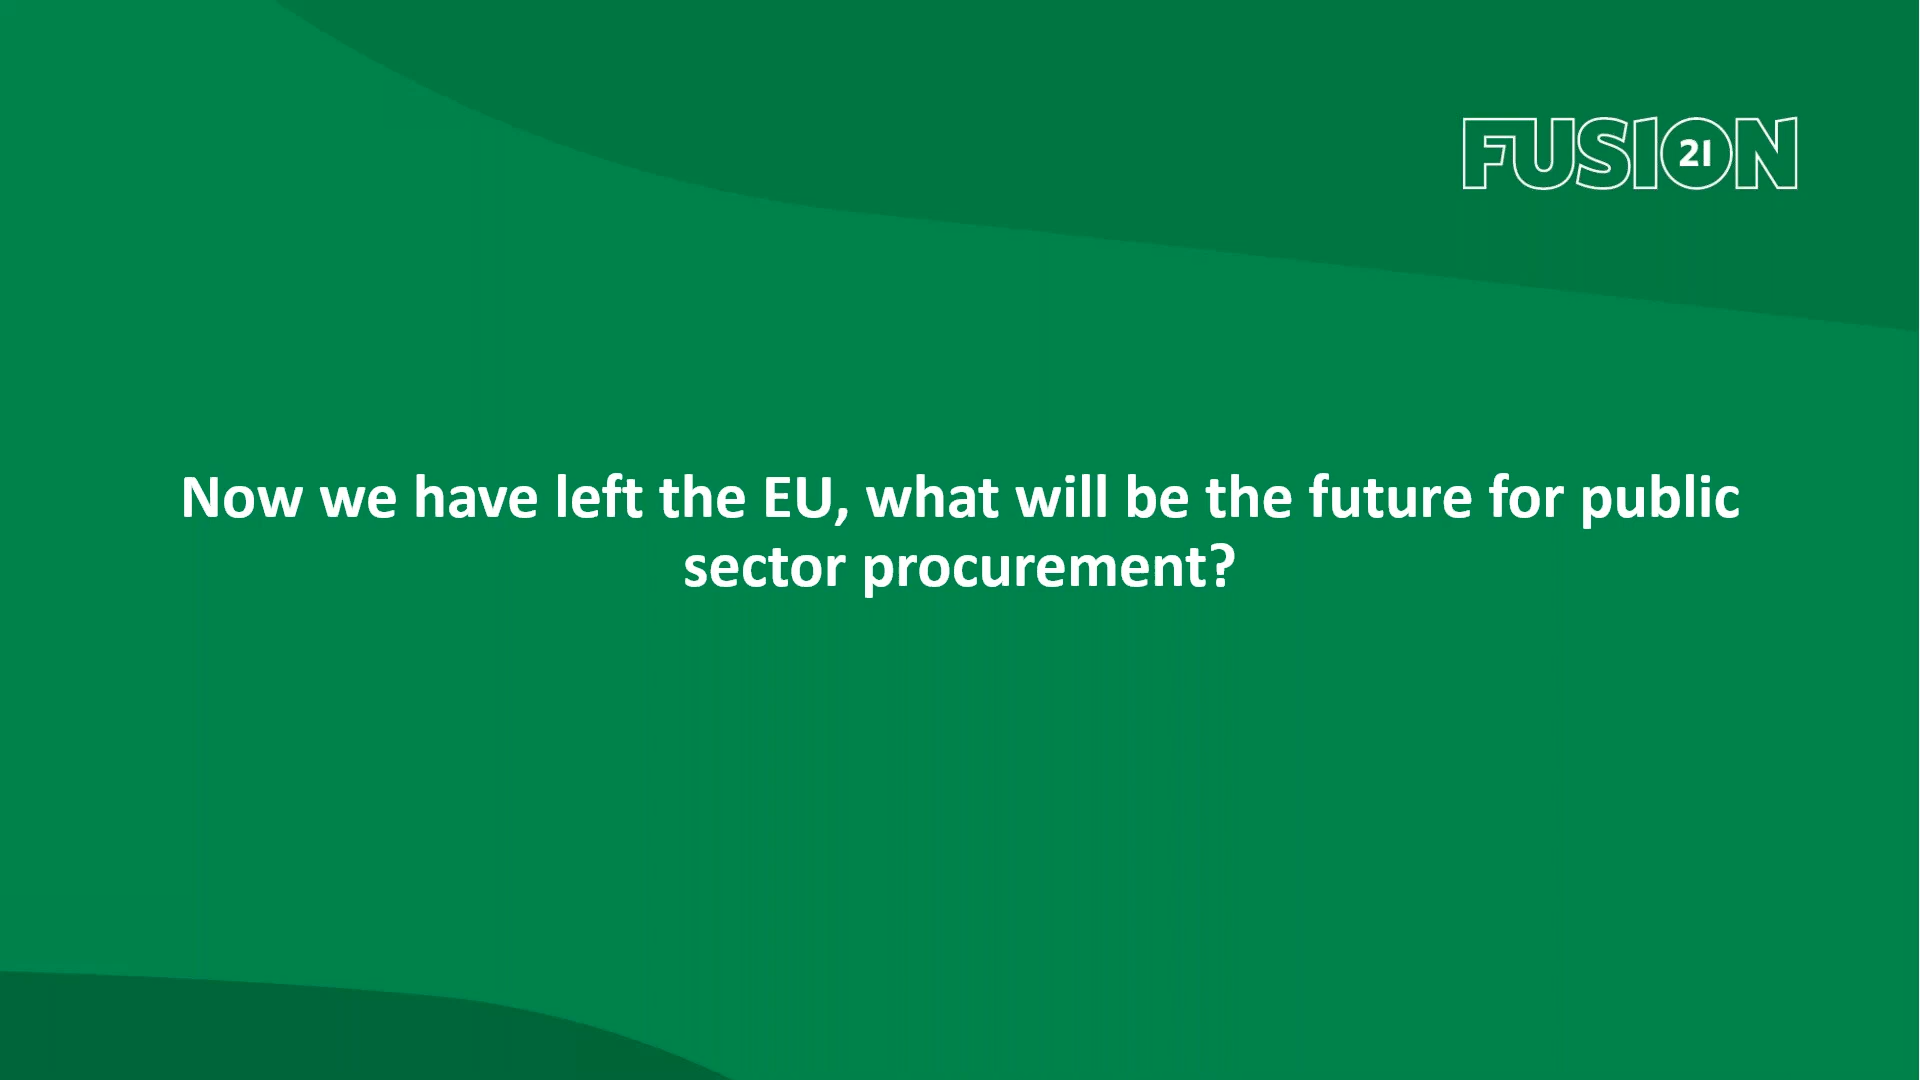 FUSION
21
Now we have left the EU, what will be the future for public
sector procurement?